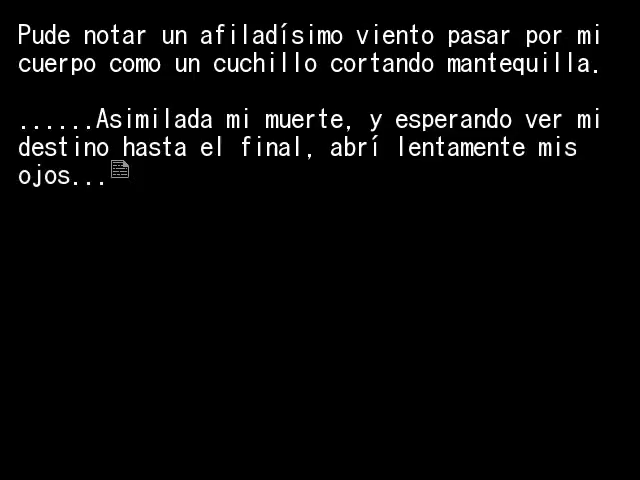 Pude notar un afiladísimo viento pasar por mi
cuerpo como un cuchillo cortando mantequilla.
......Asimilada mi muerte, y esperando ver mi
destino hasta el final, abrí lentamente mis
ojos...